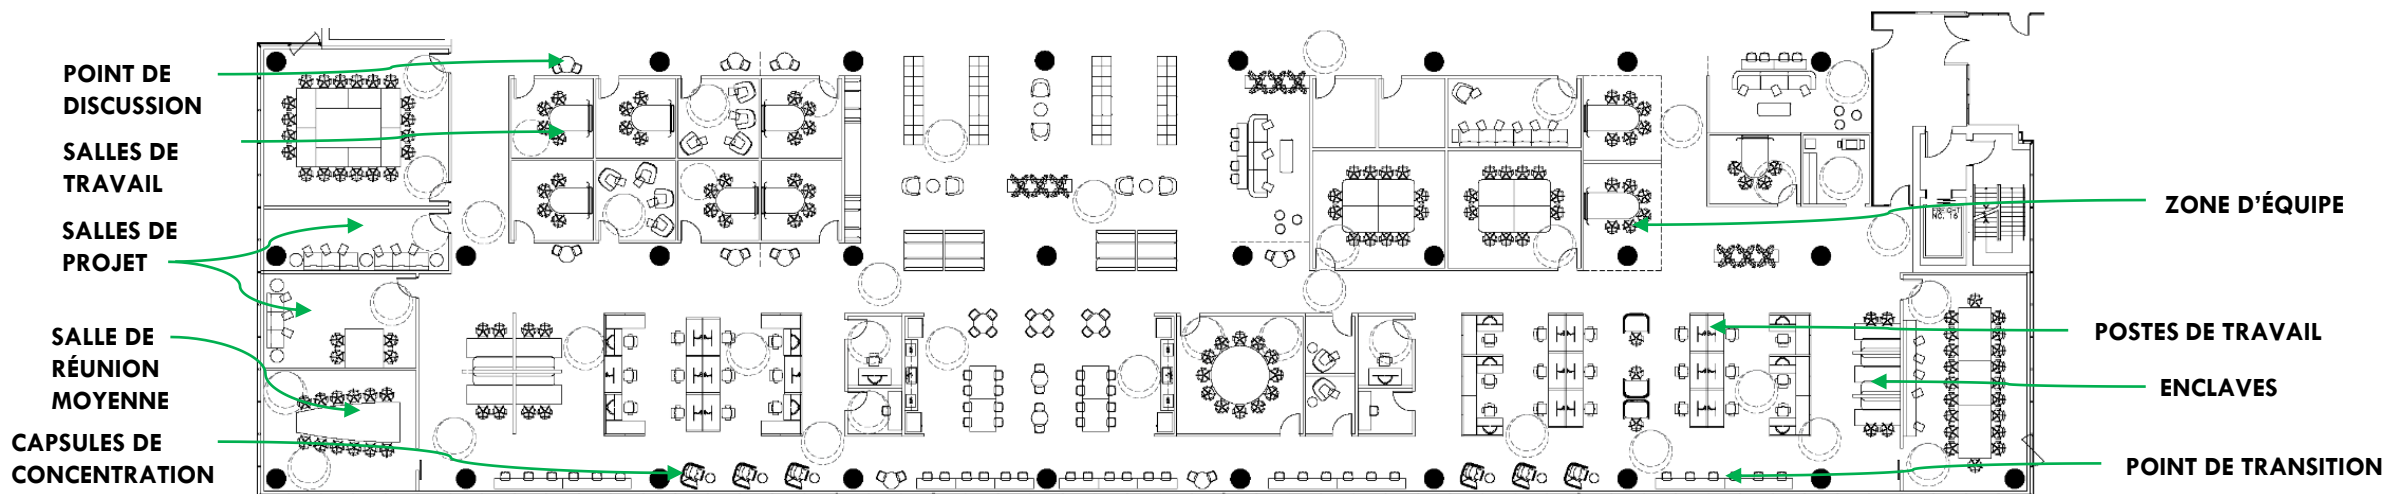 POINT DE
DISCUSSION
SALLES DE
TRAVAIL
SALLES DE
PROJET
SALLE DE
RÉUNION
MOYENNE
CAPSULES DE
CONCENTRATION
ZONE D’ÉQUIPE
POSTES DE TRAVAIL
ENCLAVES
POINT DE TRANSITION